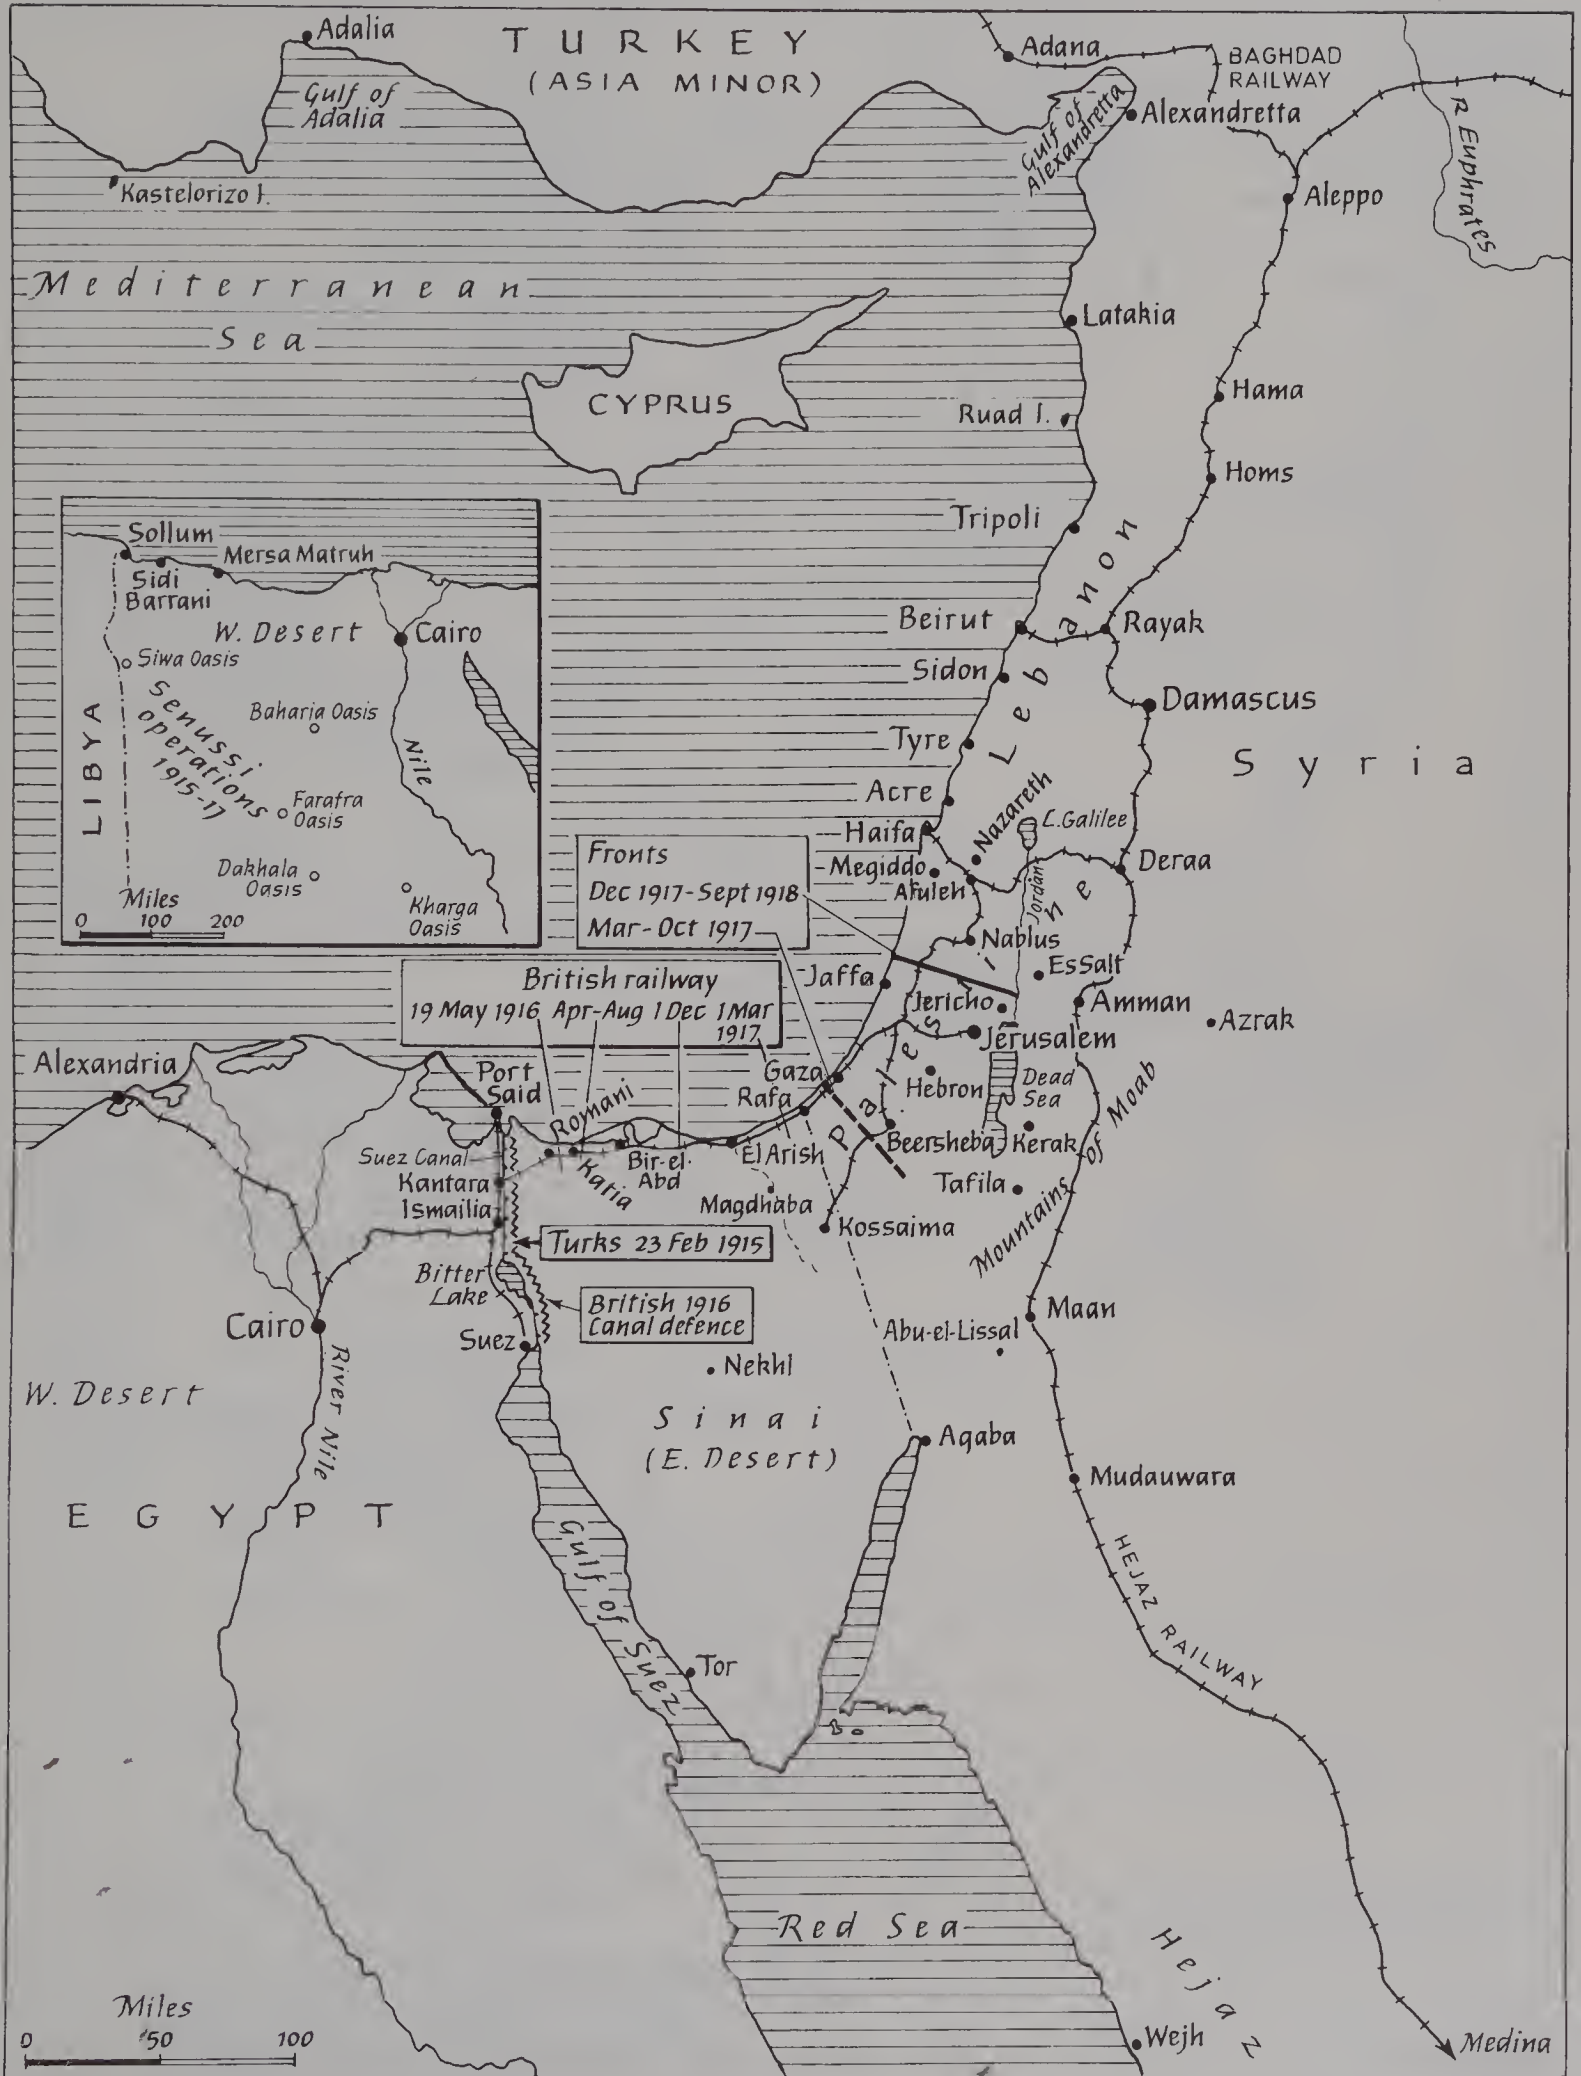 Adalia
TURKEY
(ASIA MINOR)
Adana
BAGHDAD
RAILWAY
Gulf of
Adalia
Gulf of
Alexandretta
Alexandretta
R Euphrates
Kastelorizo I.
Aleppo
Mediterranean
Sea
Latakia
CYPRUS
Hama
Ruad I.
Homs
Tripoli
Lebanon
Sollum
Mersa Matruh
Sidi
Barrani
W. Desert
Cairo
Siwa Oasis
Senussi
operations
1915-17
Baharia Oasis
LIBYA
Nile
Farafra
Oasis
Dakhala
Oasis
Kharga
Oasis
Miles
0 100 200
Beirut
Rayak
Sidon
Damascus
Tyre
Syria
Acre
Nazareth
L. Galilee
Haifa
Megiddo
Afuleh
Deraa
Jordan
Fronts
Dec 1917-Sept 1918
Mar-Oct 1917
Nablus
Es Salt
Jaffa
Jericho
Amman
Azrak
British railway
19 May 1916 Apr-Aug 1 Dec 1 Mar
1917
Jerusalem
Palestine
Alexandria
Port
Said
Gaza
Hebron
Dead
Sea
Rafa
Romani
Mountains of Moab
Beersheba
Kerak
Suez Canal
Katia
Bir-el-
Abd
El Arish
Kantara
Tafila
Ismailia
Magdhaba
Kossaima
Turks 23 Feb 1915
Bitter
Lake
British 1916
Canal defence
Maan
Cairo
Suez
Abu-el-Lissal
Nekhl
River Nile
W. Desert
Sinai
(E. Desert)
Aqaba
Mudauwara
EGYPT
HEJAZ RAILWAY
Gulf of Suez
Tor
Red Sea
Hejaz
Miles
0 50 100
Wejh
Medina